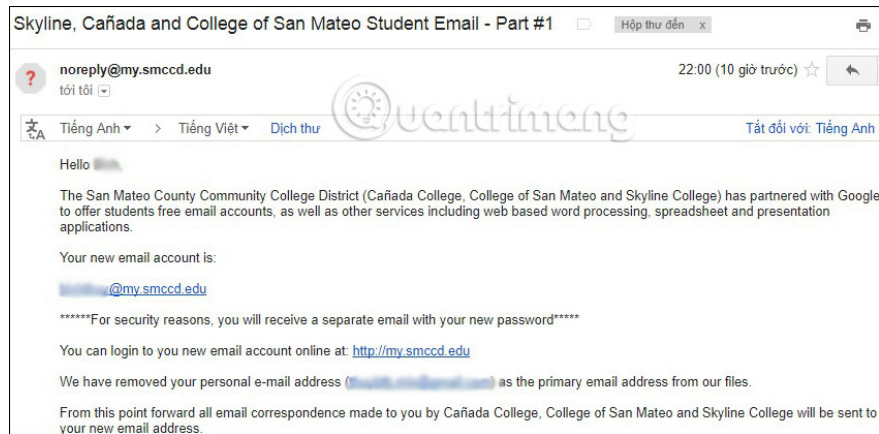 Skyline, Cañada and College of San Mateo Student Email - Part #1 Hộp thư đến x
noreply@my.smccd.edu 22:00 (10 giờ trước)
tới tôi
Quantrimang
Tiếng Anh > Tiếng Việt Dịch thư Tắt đối với: Tiếng Anh
Hello
The San Mateo County Community College District (Cañada College, College of San Mateo and Skyline College) has partnered with Google
to offer students free email accounts, as well as other services including web based word processing, spreadsheet and presentation
applications.
Your new email account is:
@my.smccd.edu
******For security reasons, you will receive a separate email with your new password*****
You can login to you new email account online at: http://my.smccd.edu
We have removed your personal e-mail address ( ) as the primary email address from our files.
From this point forward all email correspondence made to you by Cañada College, College of San Mateo and Skyline College will be sent to
your new email address.